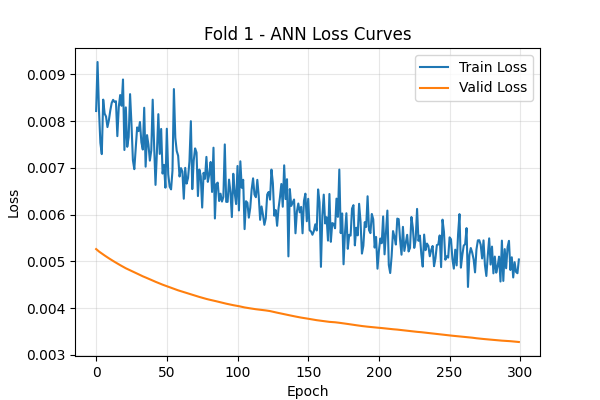 Fold 1 - ANN Loss Curves
Train Loss
Valid Loss
0.009
0.008
0.007
0.006
0.005
0.004
0.003
Loss
0 50 100 150 200 250 300
Epoch